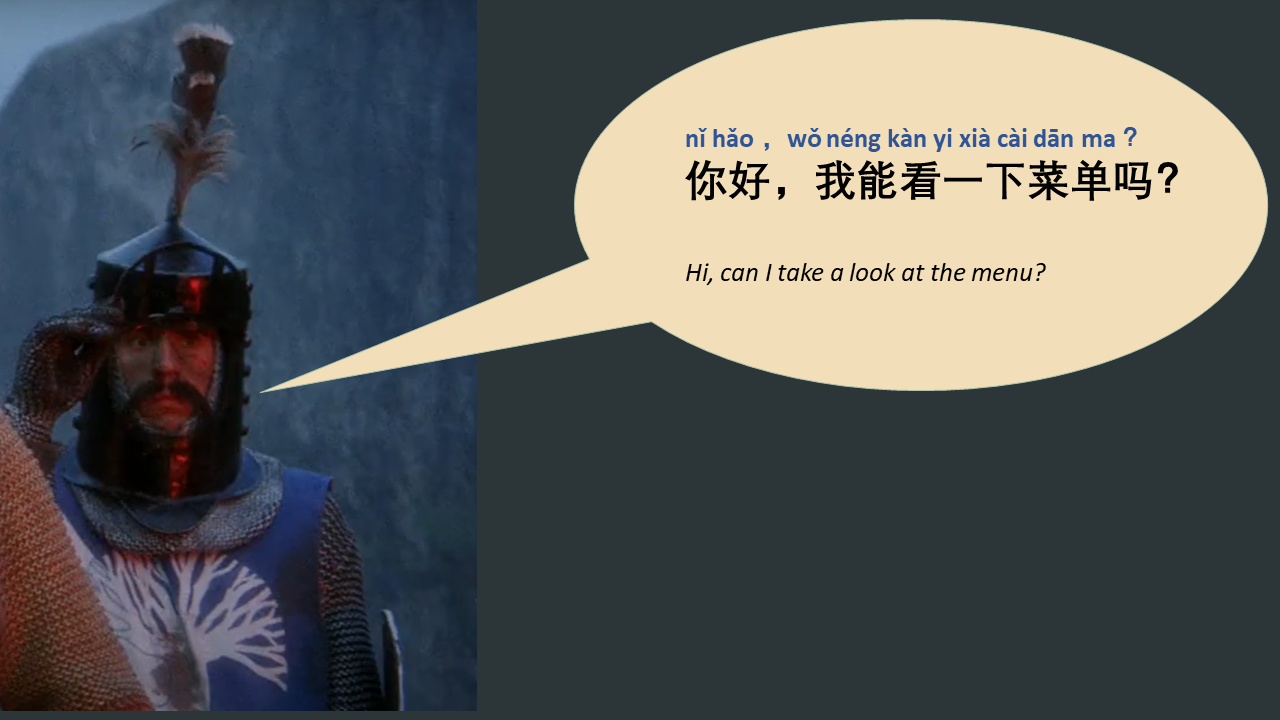 nǐ hǎo ，wǒ néng kàn yi xià cài dān ma ？
你好，我能看一下菜单吗？
Hi, can I take a look at the menu?